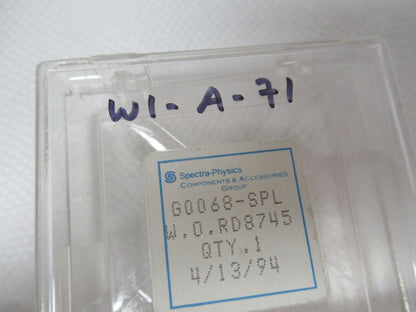 W1-A-71
Spectra-Physics
COMPONENTS & ACCESSORIES
GROUP
G0068-SPL
W.O.RD8745
QTY.1
4/13/94